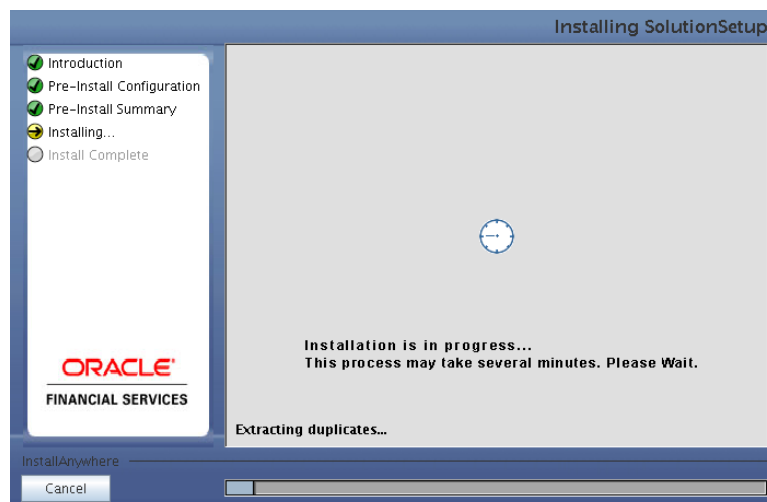 Installing SolutionSetup
Introduction
Pre-Install Configuration
Pre-Install Summary
Installing...
Install Complete
Installation is in progress...
This process may take several minutes. Please Wait.
ORACLE
FINANCIAL SERVICES
Extracting duplicates...
InstallAnywhere
Cancel